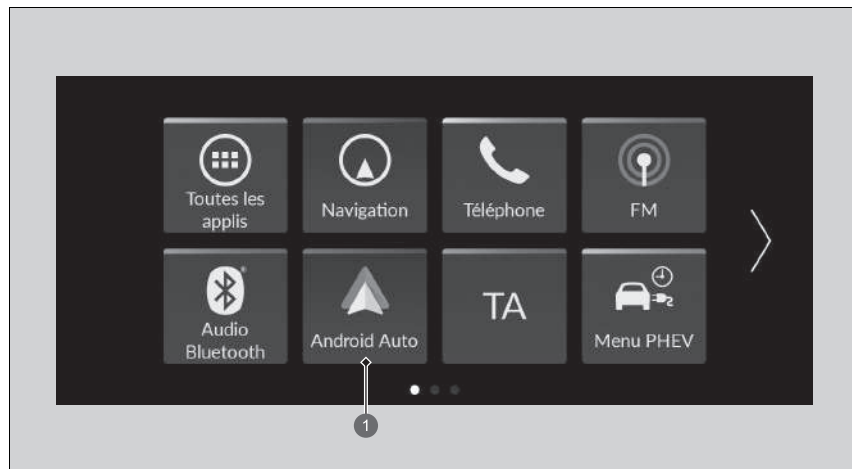 Toutes les
applis
Navigation
Téléphone
FM
Audio
Bluetooth
Android Auto
TA
Menu PHEV
1